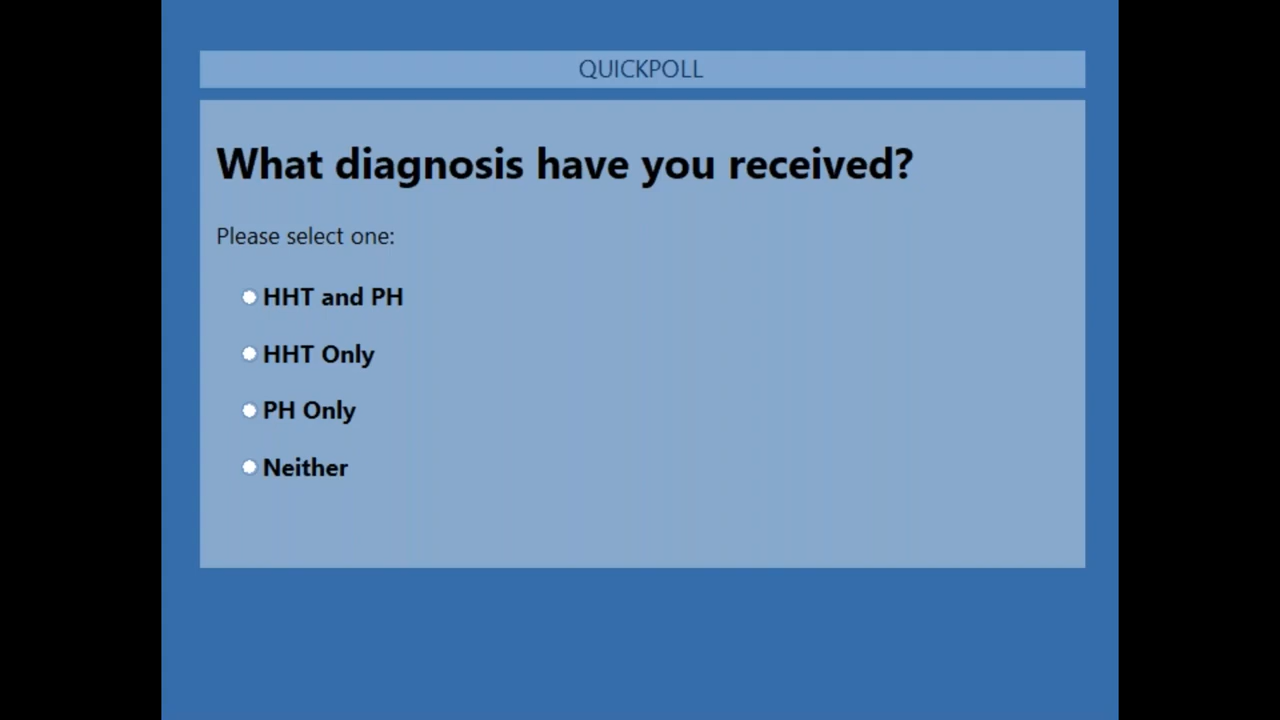 QUICKPOLL
What diagnosis have you received?
Please select one:
HHT and PH
HHT Only
PH Only
Neither